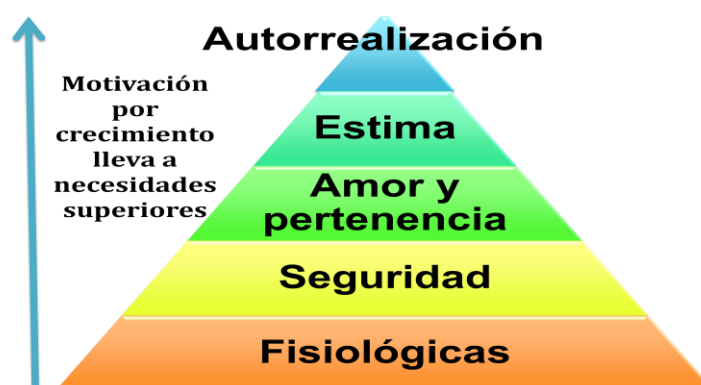 Autorrealización
Motivación
por
crecimiento
lleva a
necesidades
superiores
Estima
Amor y
pertenencia
Seguridad
Fisiológicas